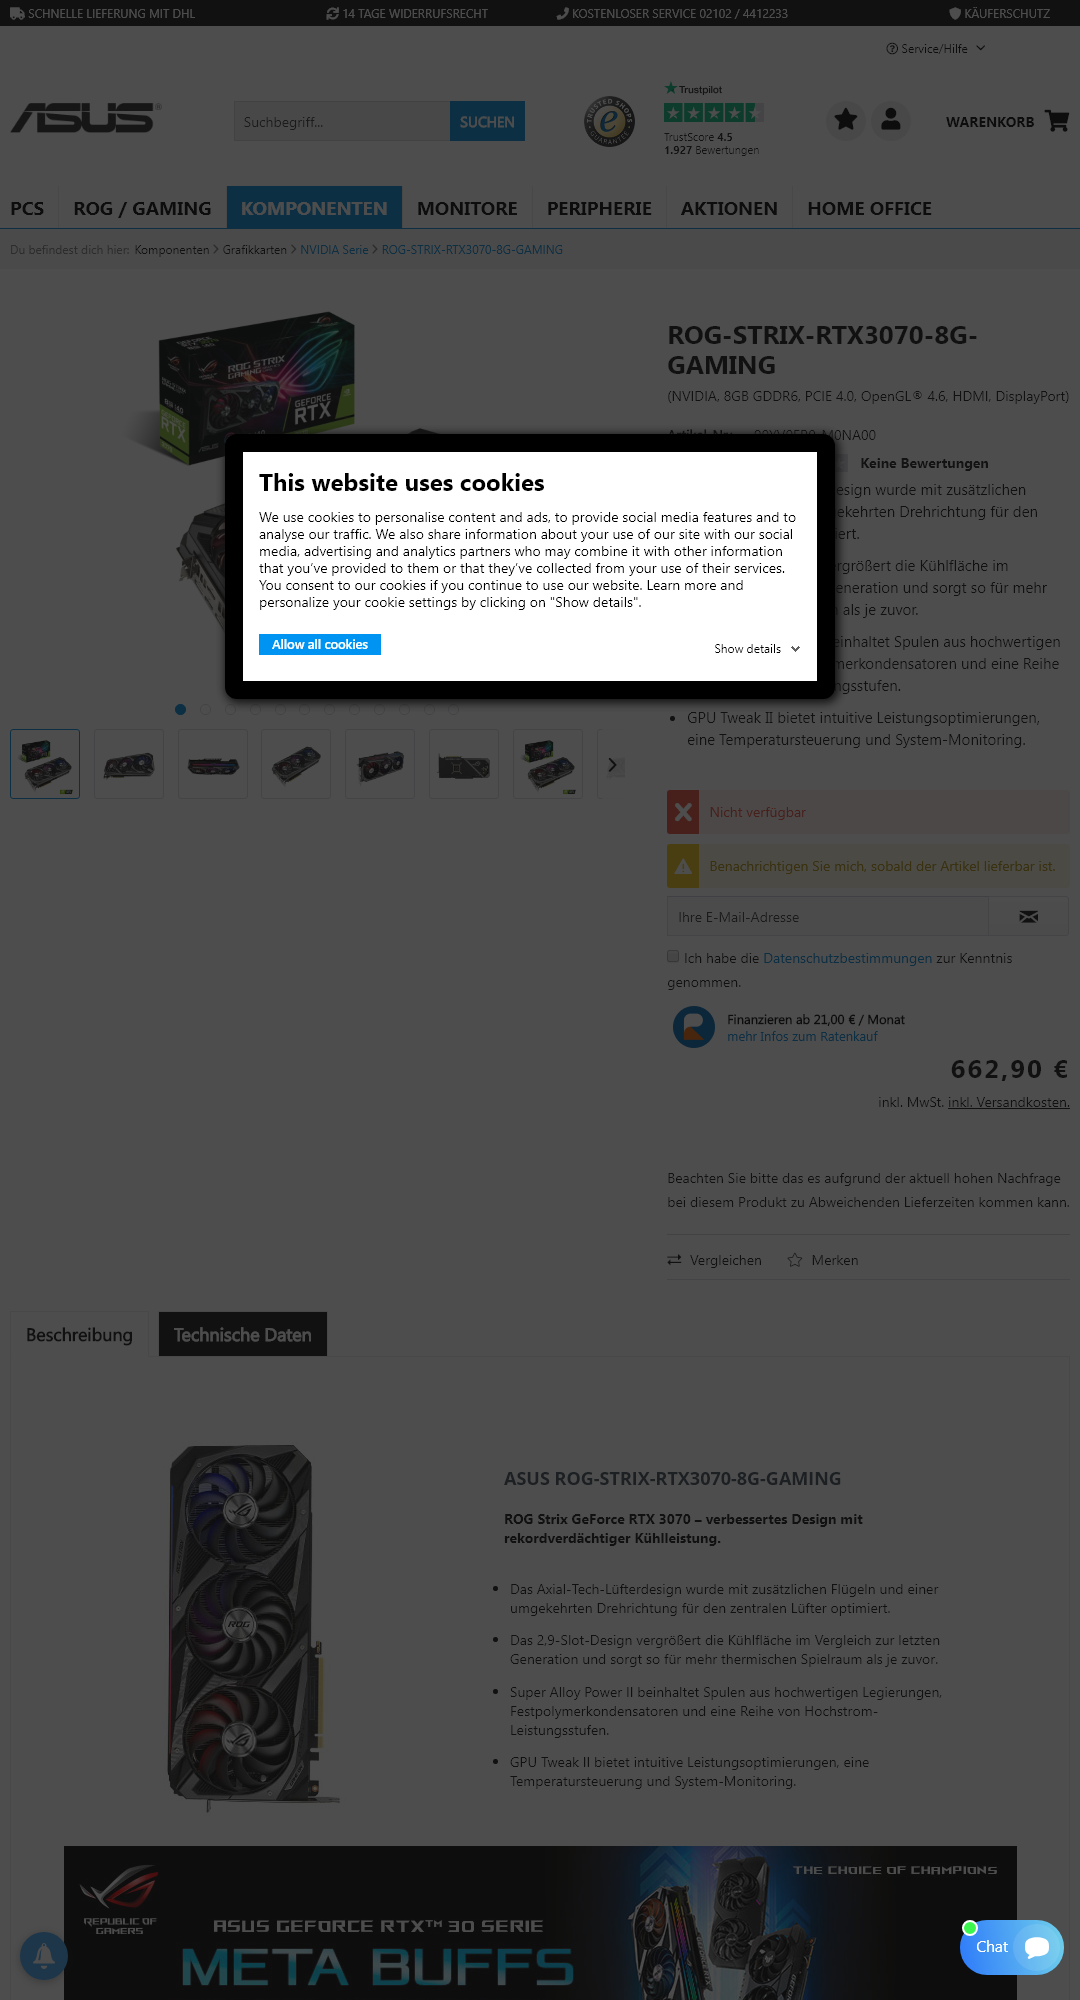 SCHNELLE LIEFERUNG MIT DHL
14 TAGE WIDERRUFSRECHT
KOSTENLOSER SERVICE 02102 / 4412233
KÄUFERSCHUTZ
Service/Hilfe
ASUS
Suchbegriff...
SUCHEN
TRUSTED SHOPS
GUARANTEE
Trustpilot
TrustScore 4.5
1.927 Bewertungen
WARENKORB
PCS
ROG / GAMING
KOMPONENTEN
MONITORE
PERIPHERIE
AKTIONEN
HOME OFFICE
Du befindest dich hier: Komponenten > Grafikkarten > NVIDIA Serie > ROG-STRIX-RTX3070-8G-GAMING
ROG STRIX
GAMING
GEFORCE
RTX
RTX
ROG-STRIX-RTX3070-8G-
GAMING
(NVIDIA, 8GB GDDR6, PCIE 4.0, OpenGL® 4.6, HDMI, DisplayPort)
Keine Bewertungen
esign wurde mit zusätzlichen
ekehrten Drehrichtung für den
ert.
ergrößert die Kühlfläche im
eneration und sorgt so für mehr
als je zuvor.
einhaltet Spulen aus hochwertigen
merkondensatoren und eine Reihe
ngsstufen.
GPU Tweak II bietet intuitive Leistungsoptimierungen,
eine Temperatursteuerung und System-Monitoring.
This website uses cookies
We use cookies to personalise content and ads, to provide social media features and to
analyse our traffic. We also share information about your use of our site with our social
media, advertising and analytics partners who may combine it with other information
that you've provided to them or that they've collected from your use of their services.
You consent to our cookies if you continue to use our website. Learn more and
personalize your cookie settings by clicking on "Show details".
Allow all cookies
Show details
Nicht verfügbar
Benachrichtigen Sie mich, sobald der Artikel lieferbar ist.
Ihre E-Mail-Adresse
Ich habe die Datenschutzbestimmungen zur Kenntnis
genommen.
Finanzieren ab 21,00 € / Monat
mehr Infos zum Ratenkauf
662,90 €
inkl. MwSt. inkl. Versandkosten.
Beachten Sie bitte das es aufgrund der aktuell hohen Nachfrage
bei diesem Produkt zu Abweichenden Lieferzeiten kommen kann.
Vergleichen
Merken
Beschreibung
Technische Daten
ASUS ROG-STRIX-RTX3070-8G-GAMING
ROG Strix GeForce RTX 3070 – verbessertes Design mit
rekordverdächtiger Kühlleistung.
Das Axial-Tech-Lüfterdesign wurde mit zusätzlichen Flügeln und einer
umgekehrten Drehrichtung für den zentralen Lüfter optimiert.
Das 2,9-Slot-Design vergrößert die Kühlfläche im Vergleich zur letzten
Generation und sorgt so für mehr thermischen Spielraum als je zuvor.
Super Alloy Power II beinhaltet Spulen aus hochwertigen Legierungen,
Festpolymerkondensatoren und eine Reihe von Hochstrom-
Leistungsstufen.
GPU Tweak II bietet intuitive Leistungsoptimierungen, eine
Temperatursteuerung und System-Monitoring.
ROG
REPUBLIC OF
GAMERS
THE CHOICE OF CHAMPIONS
ASUS GEFORCE RTX™ 30 SERIE
META BUFFS
Chat